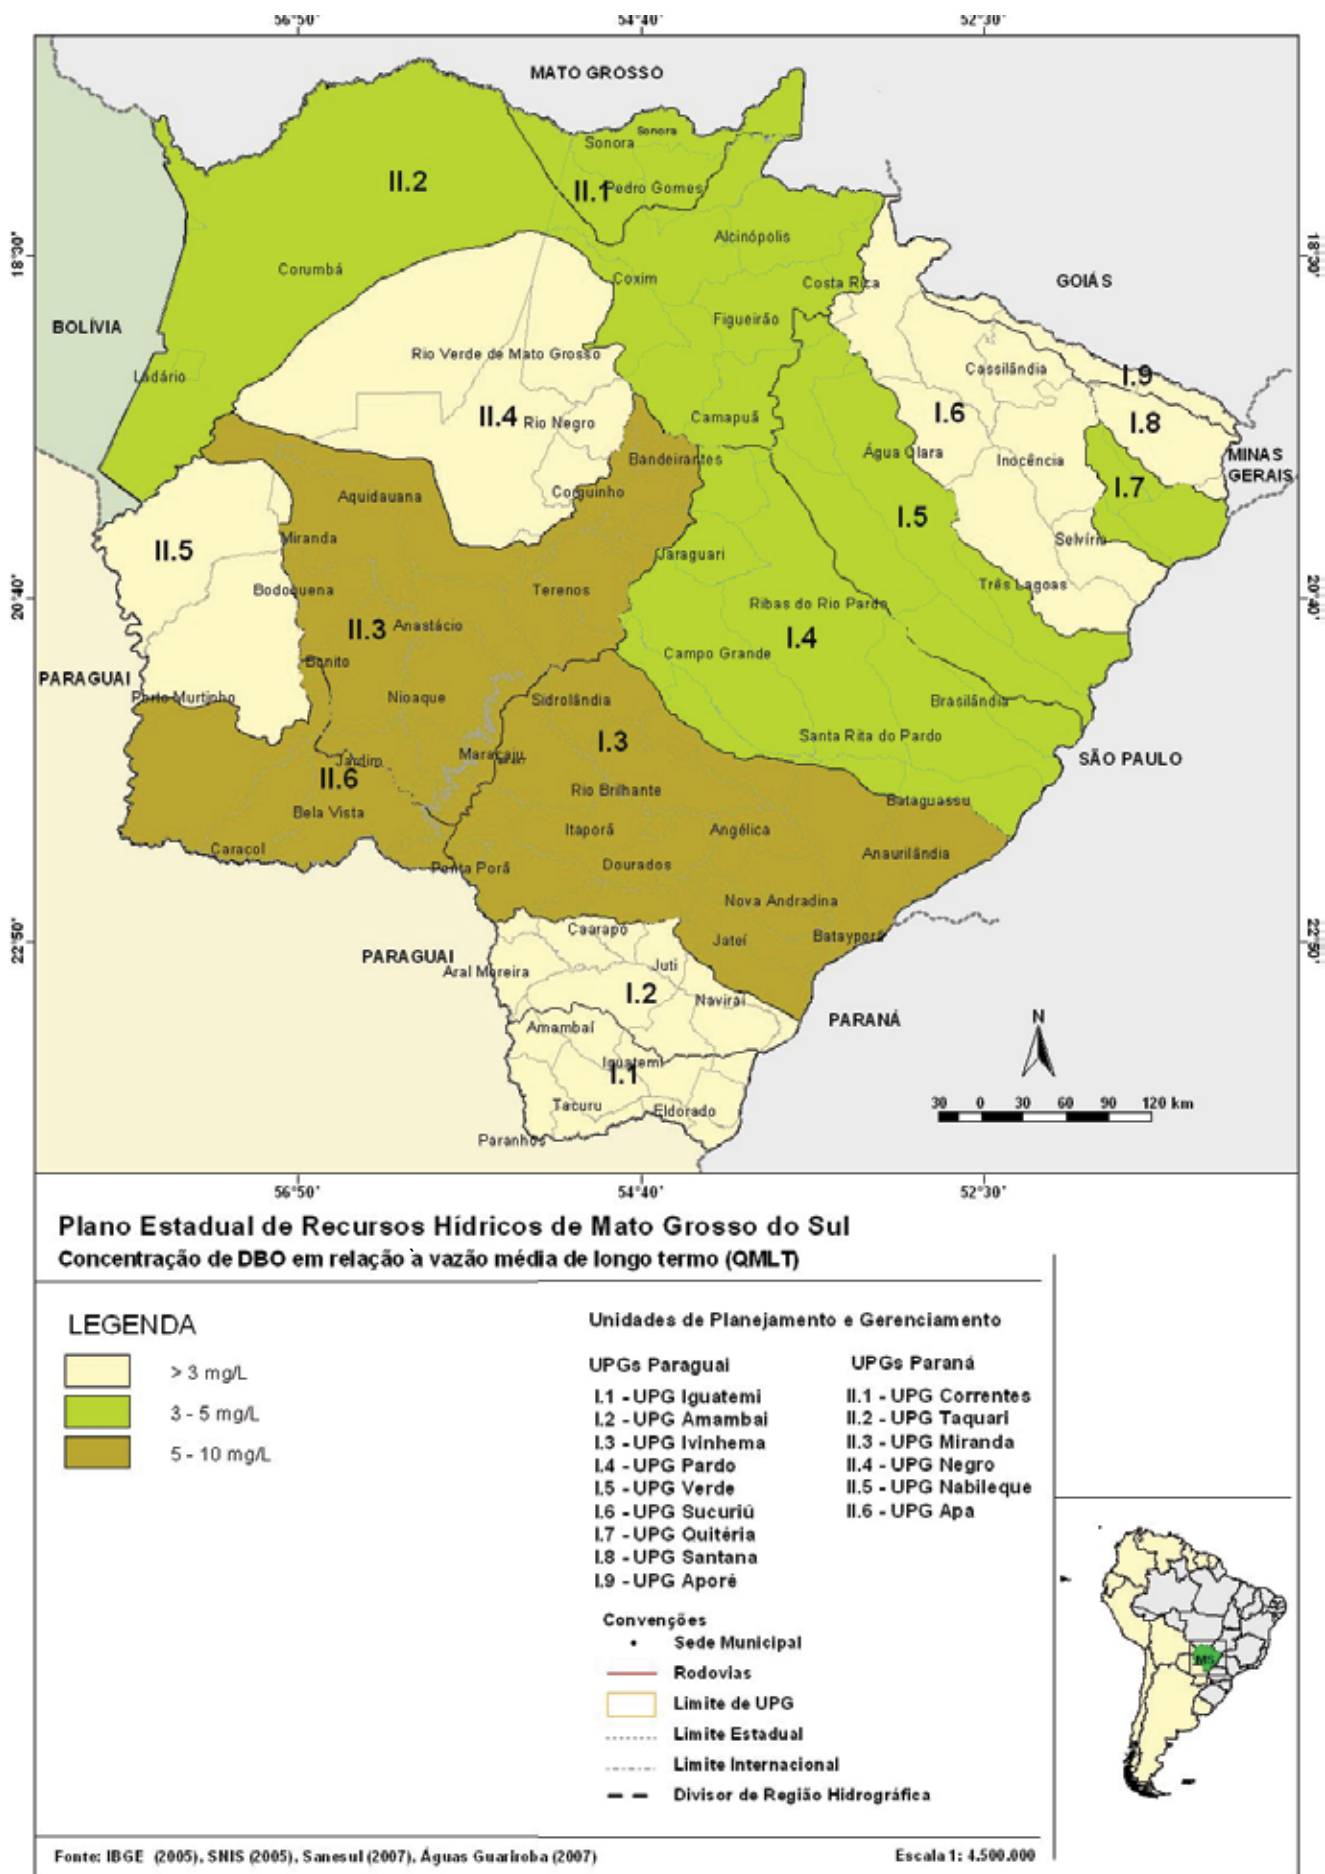 56°50' 54°40' 52°30'
MATO GROSSO
Sonora
Sonora
II.2
II.1
Pedro Gomes
Alcinópolis
18°30' 18°30'
Corumbá
Coxim
Costa Rica
GOIÁS
BOLÍVIA
Figueirão
Rio Verde de Mato Grosso
Ladário
Cassilândia
I.9
II.4
Rio Negro
Camapuã
I.6
I.8
Bandeirantes
Água Clara
Inocência
MINAS
GERAIS
Aquidauana
Corguinho
I.7
I.5
Miranda
II.5
Jaraguari
Selvíria
Bodoquena
Terenos
Três Lagoas
20°40' 20°40'
Ribas do Rio Pardo
II.3
Anastácio
I.4
Bonito
Campo Grande
PARAGUAI
Porto Murtinho
Nioaque
Sidrolândia
Brasilândia
I.3
Santa Rita do Pardo
Maracaju
Jardim
II.6
SÃO PAULO
Rio Brilhante
Bataguassu
Bela Vista
Itaporã
Angélica
Caracol
Dourados
Anaurilândia
Ponta Porã
Nova Andradina
22°50' 22°50'
Caarapó
Jateí
Batayporã
PARAGUAI
Aral Moreira
Juti
I.2
Naviraí
PARANÁ
N
Amambaí
Iguatemi
I.1
Tacuru
Eldorado
Paranhos
30 0 30 60 90 120 km
56°50' 54°40' 52°30'
Plano Estadual de Recursos Hídricos de Mato Grosso do Sul
Concentração de DBO em relação à vazão média de longo termo (QMLT)
LEGENDA
> 3 mg/L
3 - 5 mg/L
5 - 10 mg/L
Unidades de Planejamento e Gerenciamento
UPGs Paraguai
I.1 - UPG Iguatemi
I.2 - UPG Amambai
I.3 - UPG Ivinhema
I.4 - UPG Pardo
I.5 - UPG Verde
I.6 - UPG Sucuriú
I.7 - UPG Quitéria
I.8 - UPG Santana
I.9 - UPG Aporé
UPGs Paraná
II.1 - UPG Correntes
II.2 - UPG Taquari
II.3 - UPG Miranda
II.4 - UPG Negro
II.5 - UPG Nabileque
II.6 - UPG Apa
Convenções
Sede Municipal
Rodovias
Limite de UPG
Limite Estadual
Limite Internacional
Divisor de Região Hidrográfica
MS
Fonte: IBGE (2005), SNIS (2005), Sanesul (2007), Águas Guariroba (2007)
Escala 1: 4.500.000